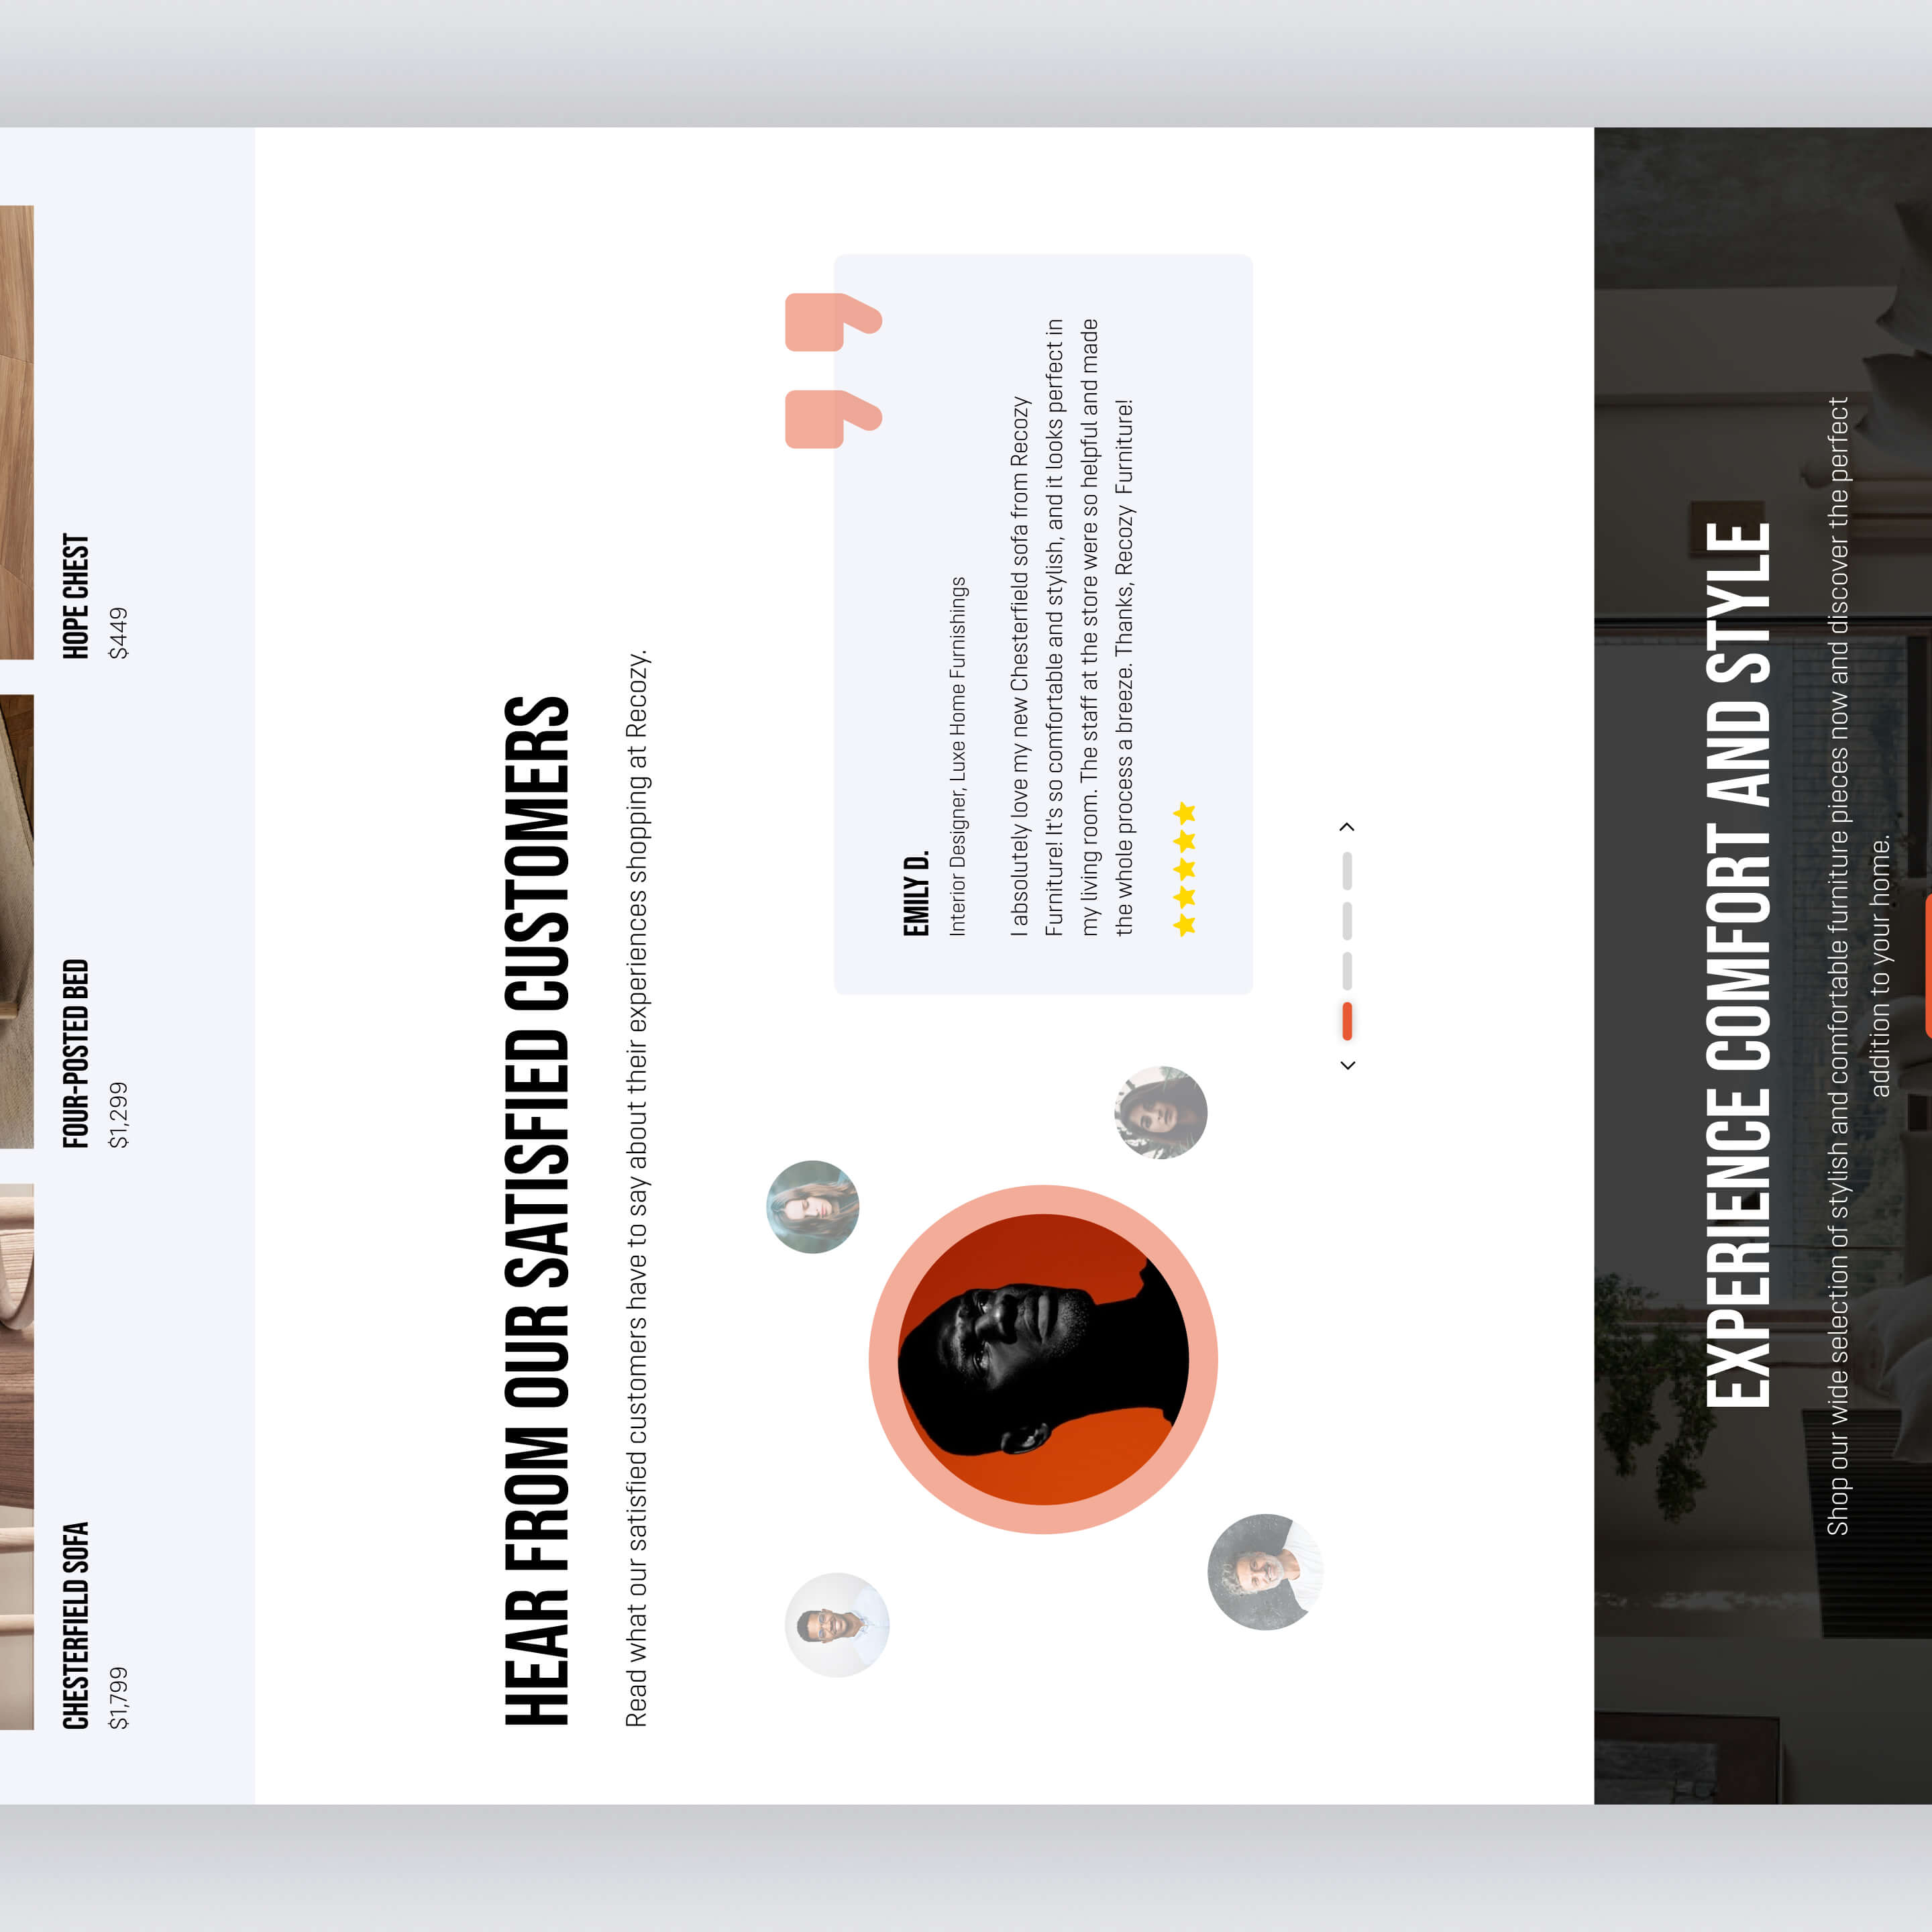 CHESTERFIELD SOFA
$1,799
FOUR-POSTED BED
$1,299
HOPE CHEST
$449
HEAR FROM OUR SATISFIED CUSTOMERS
Read what our satisfied customers have to say about their experiences shopping at Recozy.
EMILY D.
Interior Designer, Luxe Home Furnishings
I absolutely love my new Chesterfield sofa from Recozy
Furniture! It's so comfortable and stylish, and it looks perfect in
my living room. The staff at the store were so helpful and made
the whole process a breeze. Thanks, Recozy Furniture!
EXPERIENCE COMFORT AND STYLE
Shop our wide selection of stylish and comfortable furniture pieces now and discover the perfect
addition to your home.